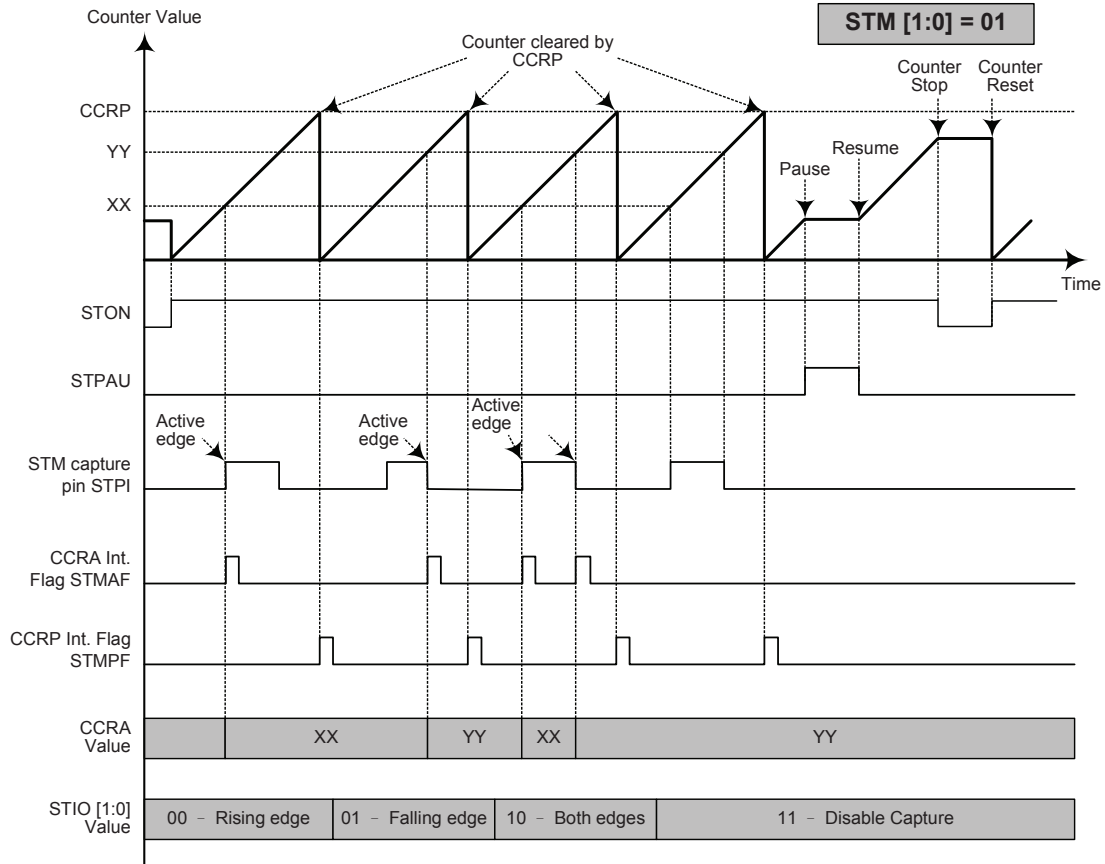 Counter Value
STM [1:0] = 01
Counter cleared by
CCRP
Counter
Stop
Counter
Reset
CCRP
YY
XX
Pause
Resume
Time
STON
STPAU
Active
edge
Active
edge
Active
edge
STM capture
pin STPI
CCRA Int.
Flag STMAF
CCRP Int. Flag
STMPF
CCRA
Value
XX
YY
XX
YY
STIO [1:0]
Value
00 – Rising edge
01 – Falling edge
10 – Both edges
11 – Disable Capture